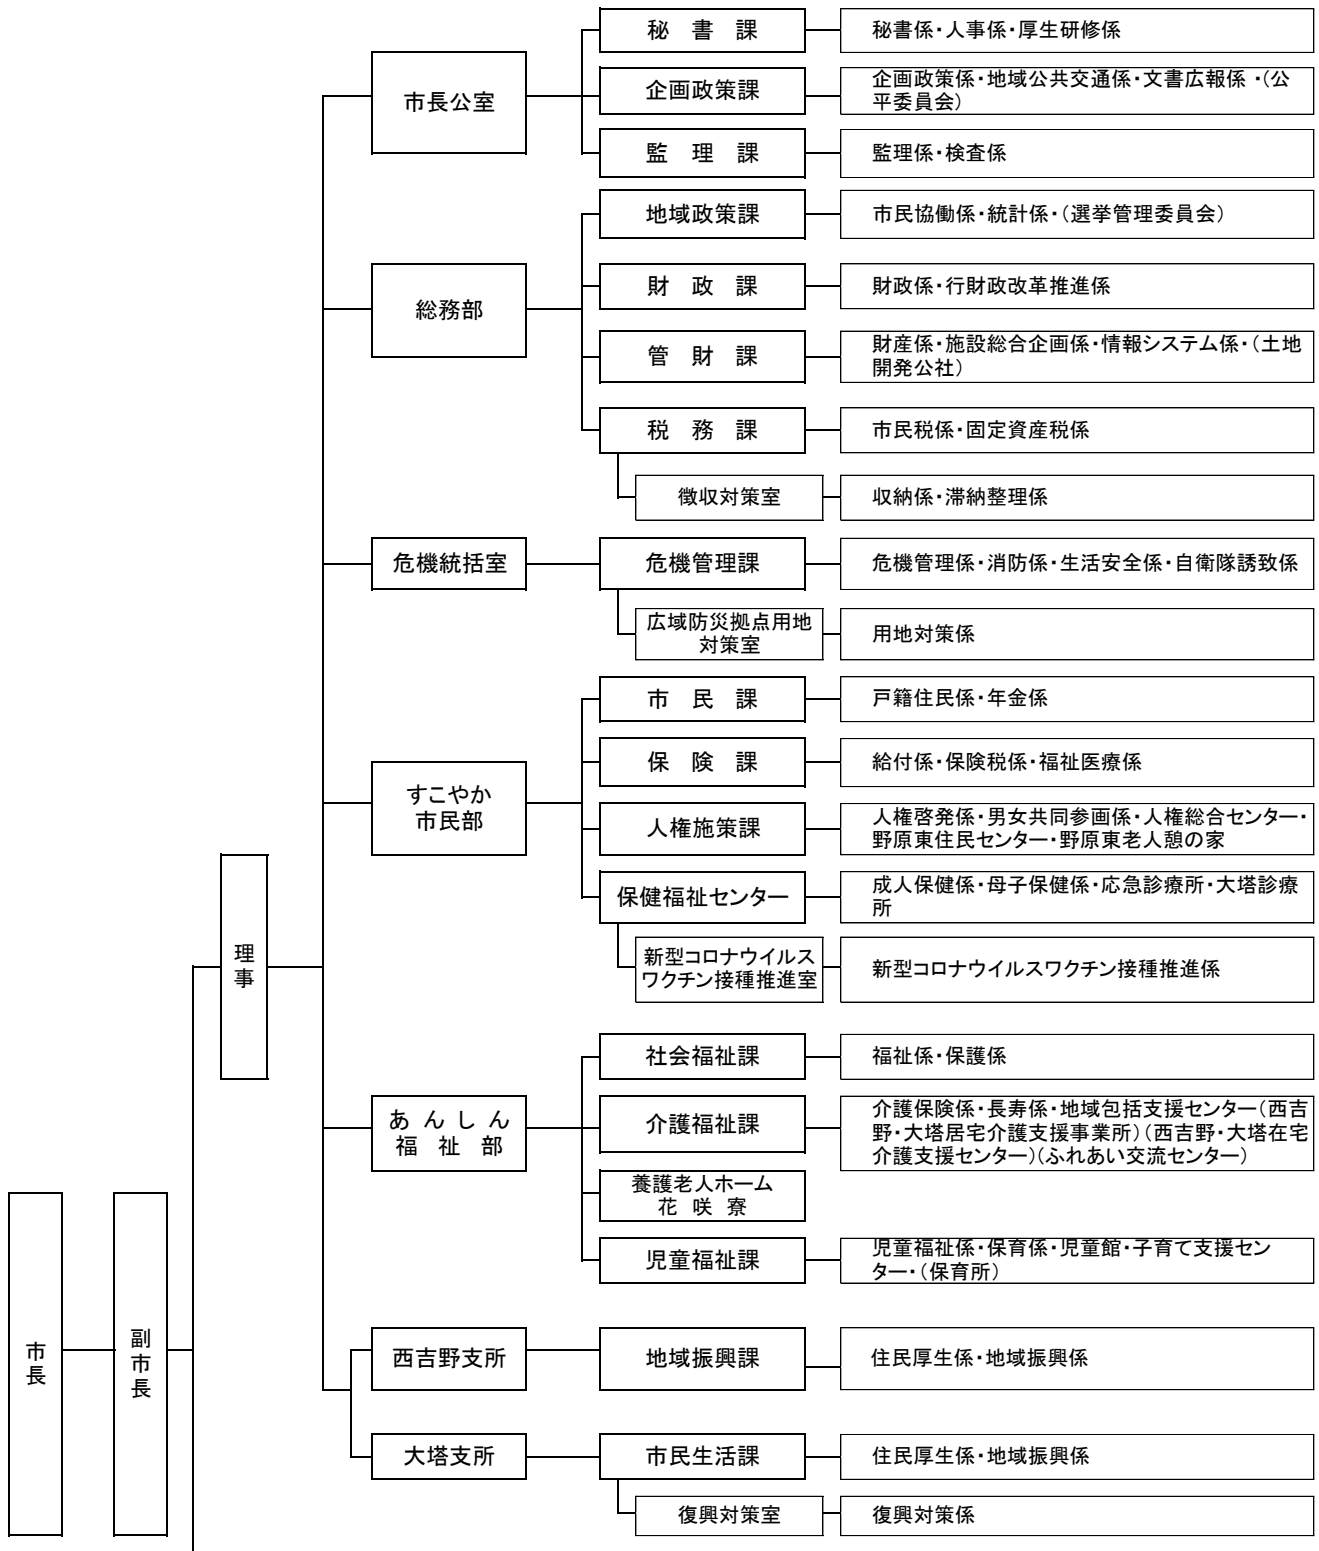 秘書課
秘書係・人事係・厚生研修係
市長公室
企画政策課
企画政策係・地域公共交通係・文書広報係・(公
平委員会)
監理課
監理係・検査係
地域政策課
市民協働係・統計係・(選挙管理委員会)
総務部
財政課
財政係・行財政改革推進係
管財課
財産係・施設総合企画係・情報システム係・(土地
開発公社)
税務課
市民税係・固定資産税係
徴収対策室
収納係・滞納整理係
危機統括室
危機管理課
危機管理係・消防係・生活安全係・自衛隊誘致係
広域防災拠点用地
対策室
用地対策係
市民課
戸籍住民係・年金係
保険課
給付係・保険税係・福祉医療係
すこやか
市民部
人権施策課
人権啓発係・男女共同参画係・人権総合センター・
野原東住民センター・野原東老人憩の家
保健福祉センター
成人保健係・母子保健係・応急診療所・大塔診療
所
理事
新型コロナウイルス
ワクチン接種推進室
新型コロナウイルスワクチン接種推進係
社会福祉課
福祉係・保護係
あんしん
福祉部
介護福祉課
介護保険係・長寿係・地域包括支援センター(西吉
野・大塔居宅介護支援事業所)(西吉野・大塔在宅
介護支援センター)(ふれあい交流センター)
養護老人ホーム
花咲寮
児童福祉課
児童福祉係・保育係・児童館・子育て支援セン
ター・(保育所)
市長
副市長
西吉野支所
地域振興課
住民厚生係・地域振興係
大塔支所
市民生活課
住民厚生係・地域振興係
復興対策室
復興対策係